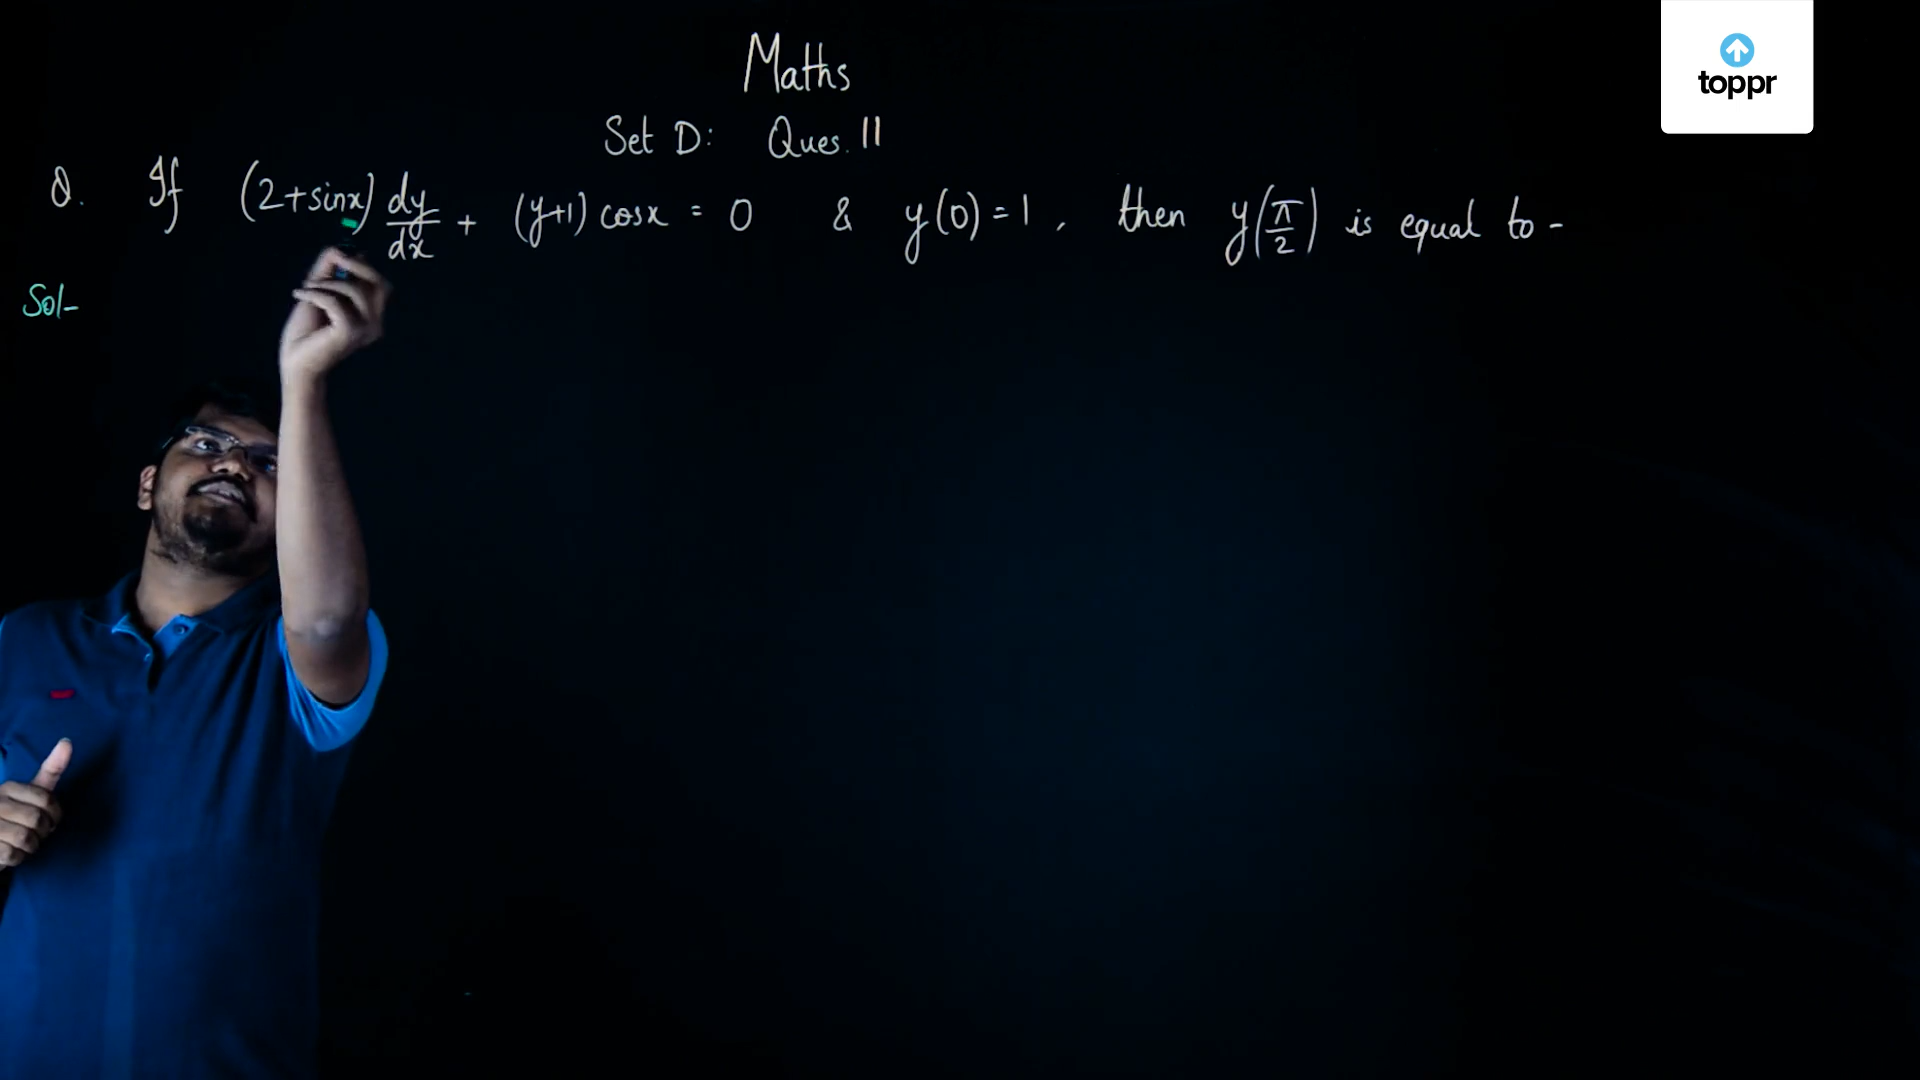 Maths
toppr
Set D: Ques. 11
Q. If (2+sinx) dy/dx + (y+1) cosx = 0 & y(0) = 1, then y(π/2) is equal to -
Sol-